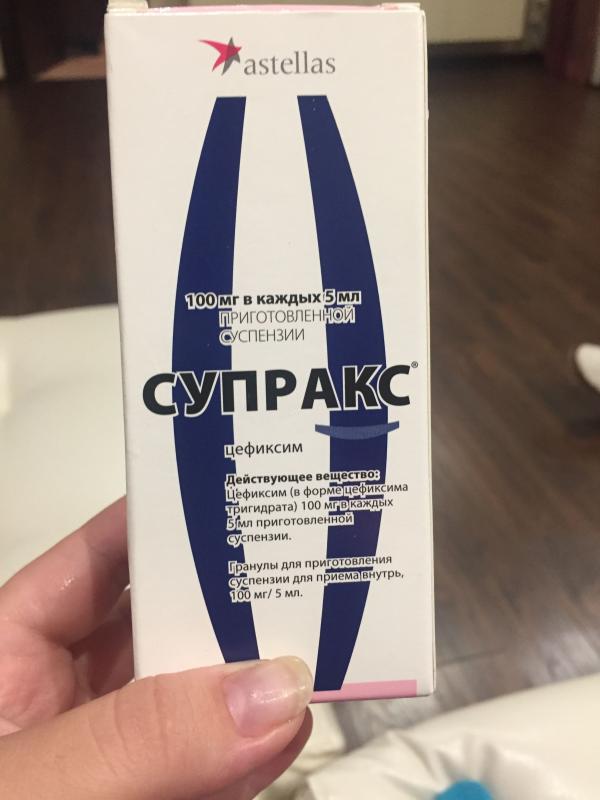 astellas
100 мг в каждых 5 мл
ПРИГОТОВЛЕННОЙ
СУСПЕНЗИИ
СУПРАКС®
цефиксим
Действующее вещество:
Цефиксим (в форме цефиксима
тригидрата) 100 мг в каждых
5 мл приготовленной
суспензии.
Гранулы для приготовления
суспензии для приема внутрь,
100 мг/ 5 мл.